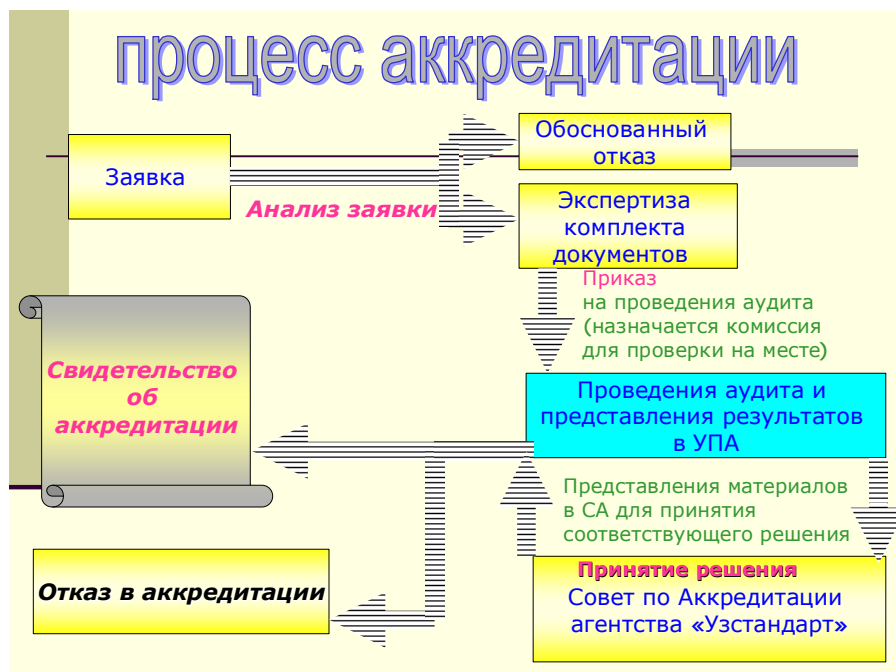 процесс аккредитации
Заявка
Анализ заявки
Обоснованный
отказ
Экспертиза
комплекта
документов
Приказ
на проведения аудита
(назначается комиссия
для проверки на месте)
Свидетельство
об
аккредитации
Проведения аудита и
представления результатов
в УПА
Представления материалов
в СА для принятия
соответствующего решения
Отказ в аккредитации
Принятие решения
Совет по Аккредитации
агентства «Узстандарт»